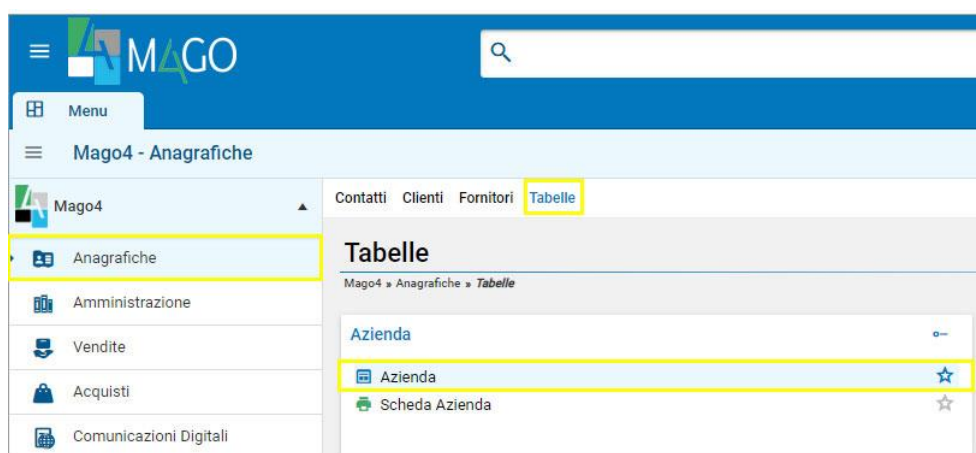 MAGO
Menu
Mago4 - Anagrafiche
Mago4
Contatti Clienti Fornitori Tabelle
Anagrafiche
Tabelle
Mago4 » Anagrafiche » Tabelle
Amministrazione
Azienda
Vendite
Azienda
Acquisti
Scheda Azienda
Comunicazioni Digitali